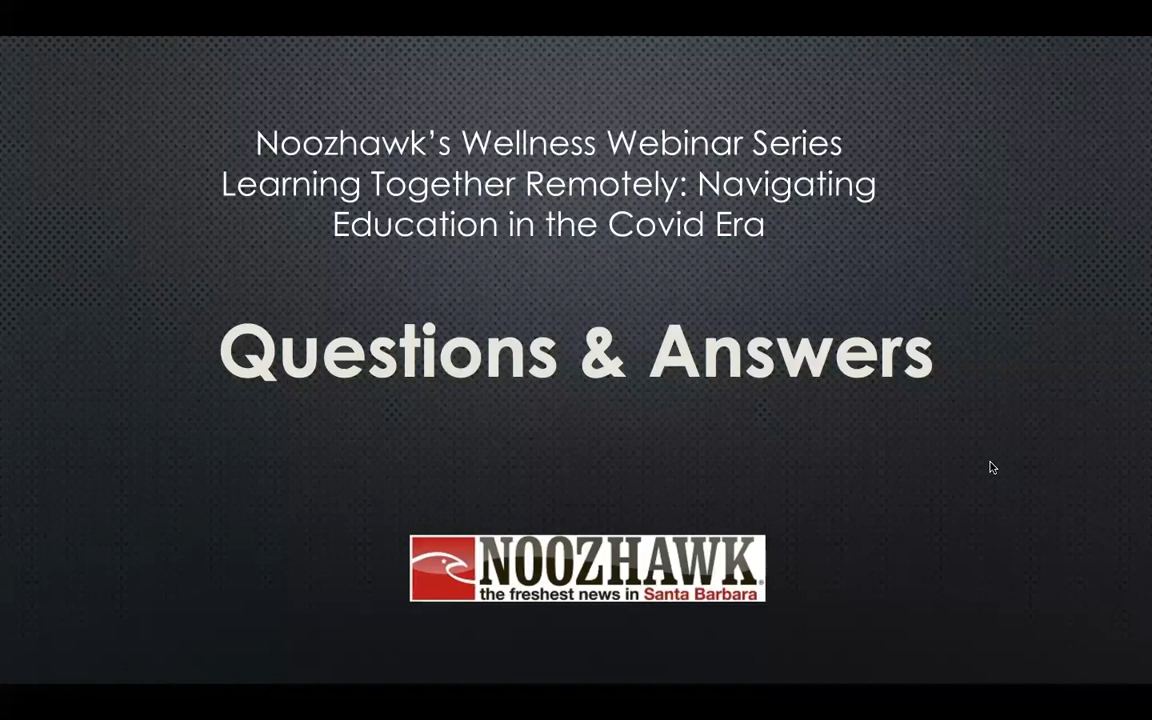 Noozhawk’s Wellness Webinar Series
Learning Together Remotely: Navigating
Education in the Covid Era
Questions & Answers
NOOZHAWK®
the freshest news in Santa Barbara